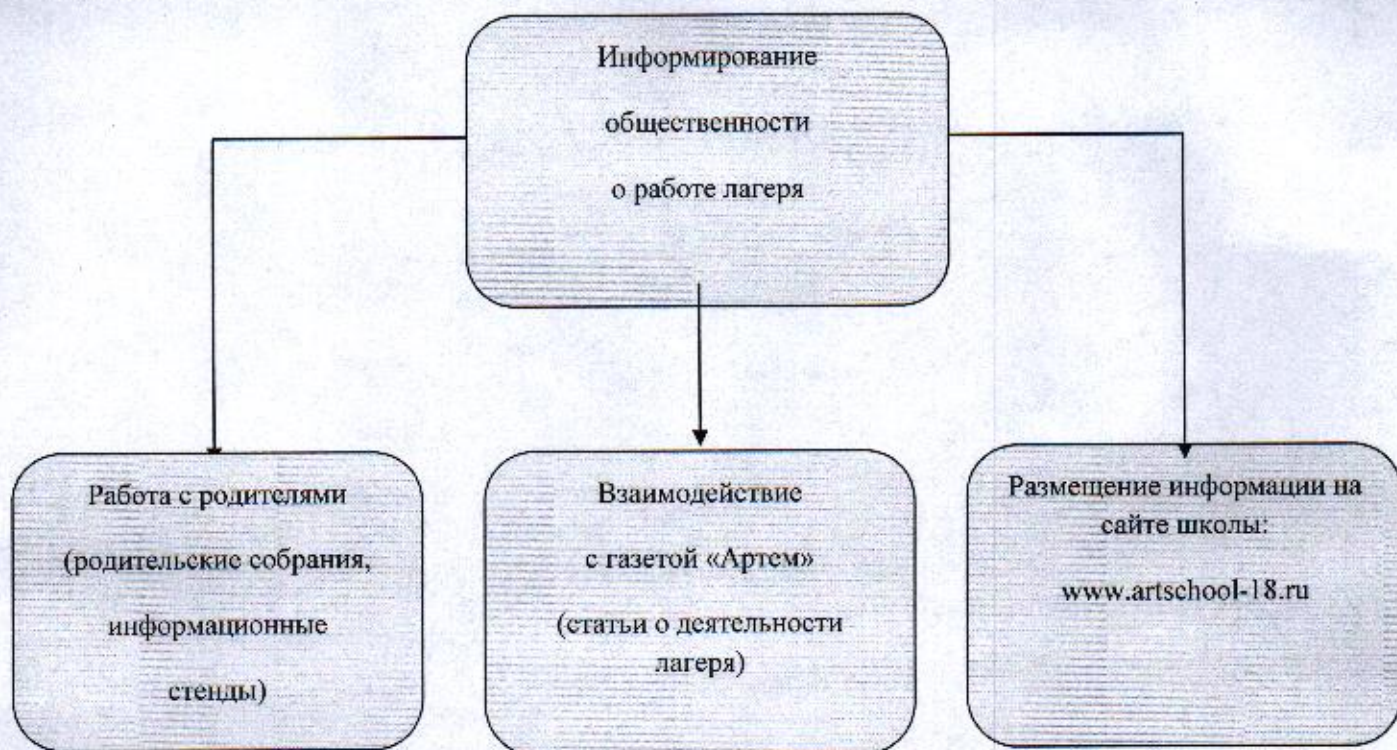 Информирование
общественности
о работе лагеря
Работа с родителями
(родительские собрания,
информационные
стенды)
Взаимодействие
с газетой «Артем»
(статьи о деятельности
лагеря)
Размещение информации на
сайте школы:
www.artschool-18.ru